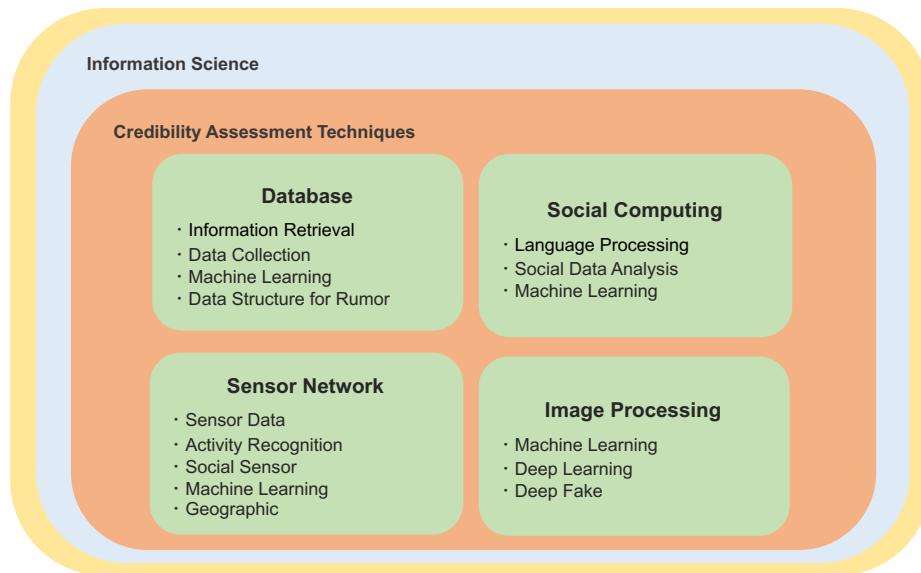 Information Science
Credibility Assessment Techniques
Database
・Information Retrieval
・Data Collection
・Machine Learning
・Data Structure for Rumor
Social Computing
・Language Processing
・Social Data Analysis
・Machine Learning
Sensor Network
・Sensor Data
・Activity Recognition
・Social Sensor
・Machine Learning
・Geographic
Image Processing
・Machine Learning
・Deep Learning
・Deep Fake